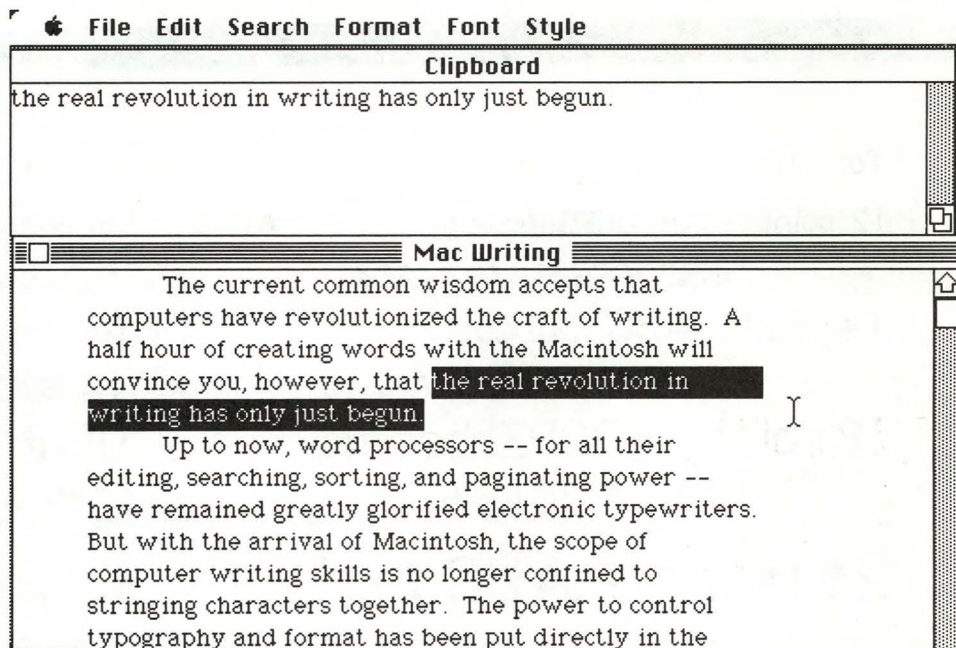 File Edit Search Format Font Style
Clipboard
the real revolution in writing has only just begun.
Mac Writing
The current common wisdom accepts that
computers have revolutionized the craft of writing. A
half hour of creating words with the Macintosh will
convince you, however, that the real revolution in
writing has only just begun.
Up to now, word processors -- for all their
editing, searching, sorting, and paginating power --
have remained greatly glorified electronic typewriters.
But with the arrival of Macintosh, the scope of
computer writing skills is no longer confined to
stringing characters together. The power to control
typography and format has been put directly in the